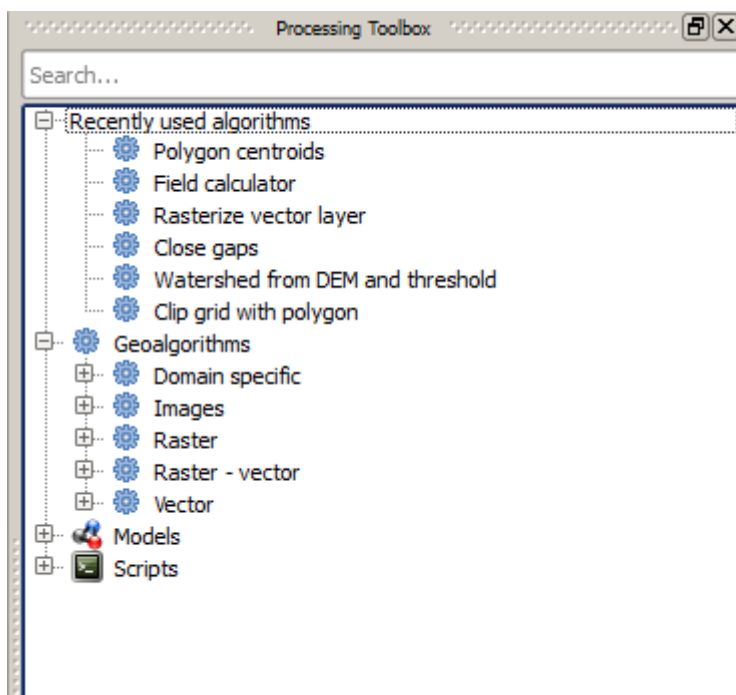 Processing Toolbox
Search...
Recently used algorithms
Polygon centroids
Field calculator
Rasterize vector layer
Close gaps
Watershed from DEM and threshold
Clip grid with polygon
Geoalgorithms
Domain specific
Images
Raster
Raster - vector
Vector
Models
Scripts